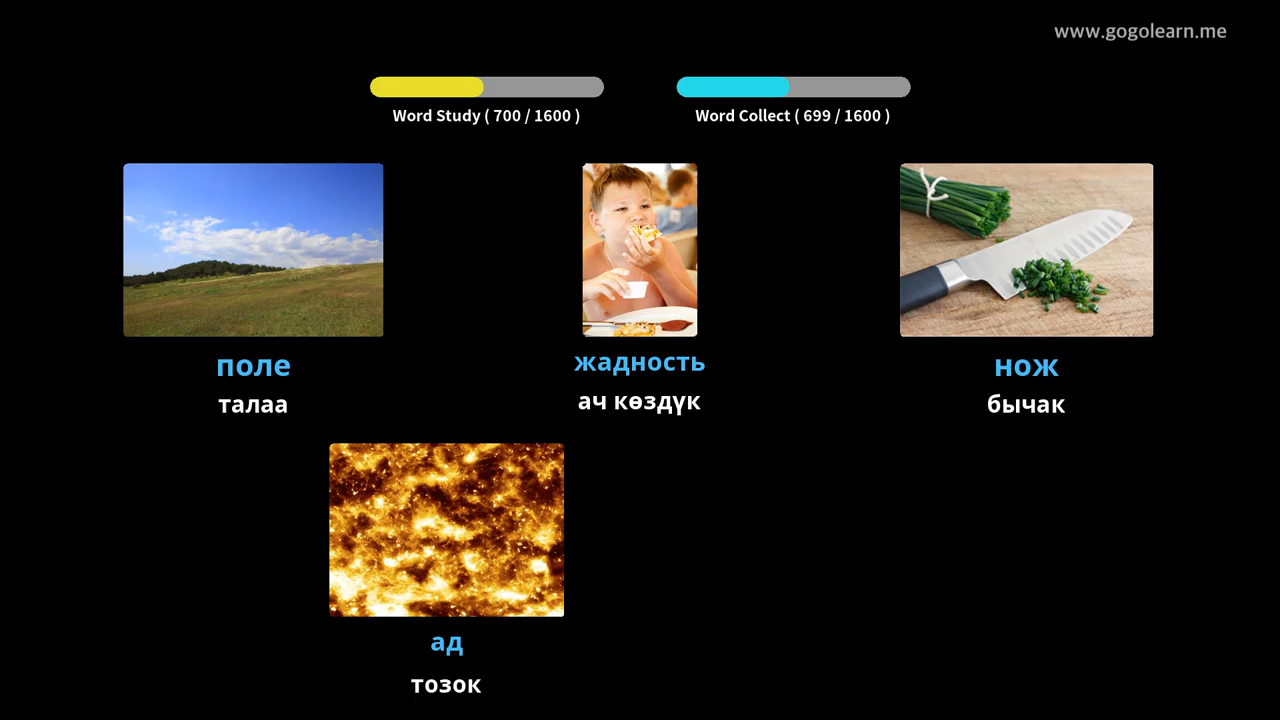 www.gogolearn.me
Word Study ( 700 / 1600 )
Word Collect ( 699 / 1600 )
поле
талаа
жадность
ач көздүк
нож
бычак
ад
тозок